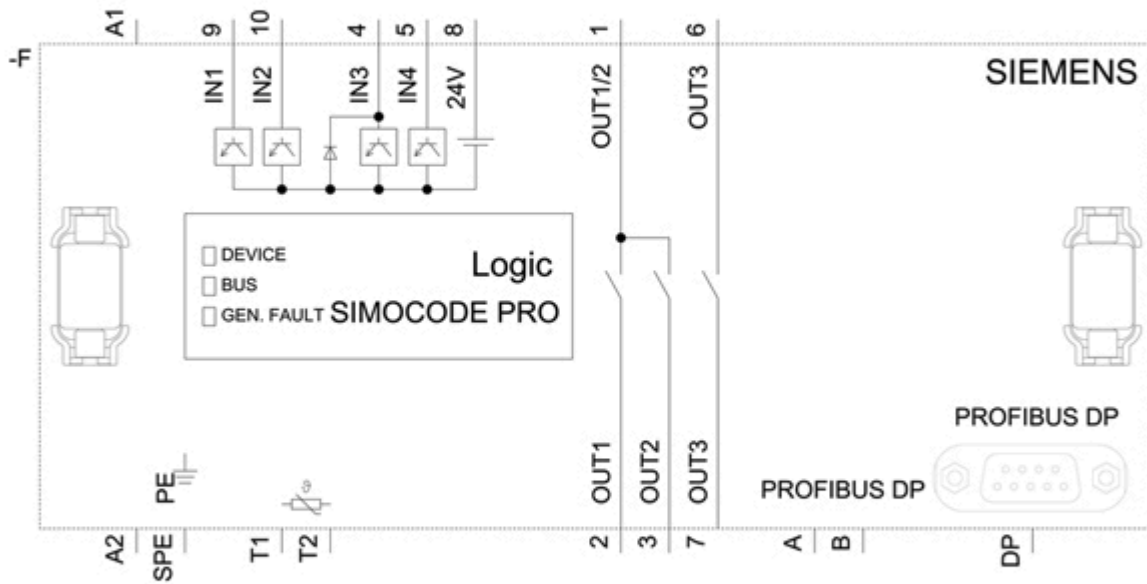 A1
9
10
4
5
8
1
6
-F
IN1
IN2
IN3
IN4
24V
OUT1/2
OUT3
SIEMENS
DEVICE
BUS
GEN. FAULT
Logic
SIMOCODE PRO
PROFIBUS DP
PE
ϑ
OUT1
OUT2
OUT3
PROFIBUS DP
A2
SPE
T1
T2
2
3
7
A
B
DP